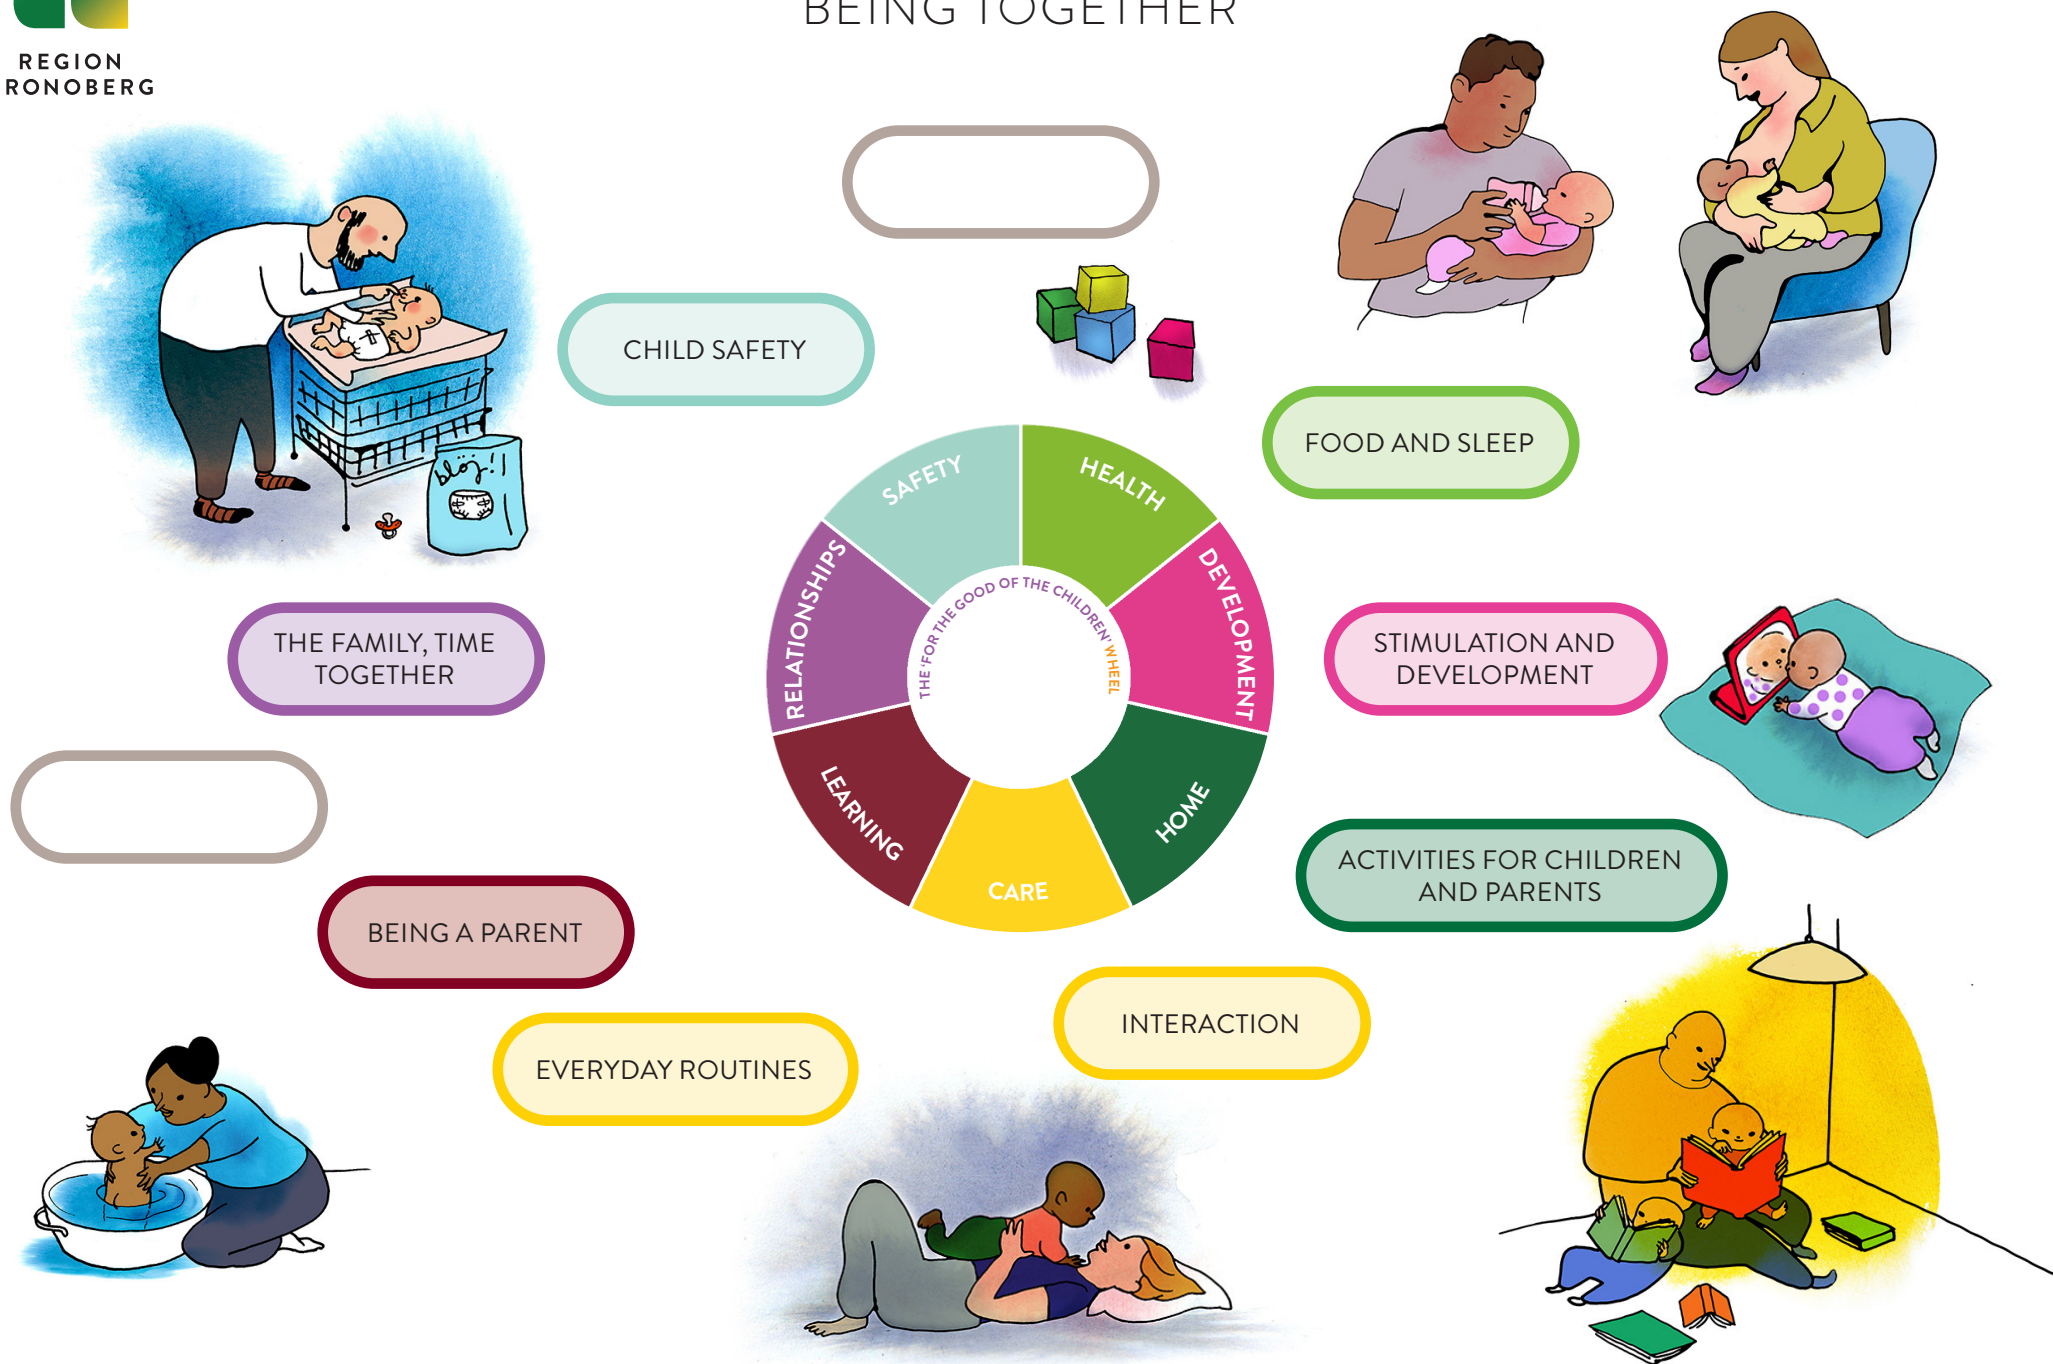 BEING TOGETHER
REGION
RONOBERG
CHILD SAFETY
FOOD AND SLEEP
blöj!
SAFETY
HEALTH
RELATIONSHIPS
DEVELOPMENT
THE 'FOR THE GOOD OF THE CHILDREN' WHEEL
LEARNING
HOME
CARE
THE FAMILY, TIME
TOGETHER
STIMULATION AND
DEVELOPMENT
ACTIVITIES FOR CHILDREN
AND PARENTS
BEING A PARENT
INTERACTION
EVERYDAY ROUTINES